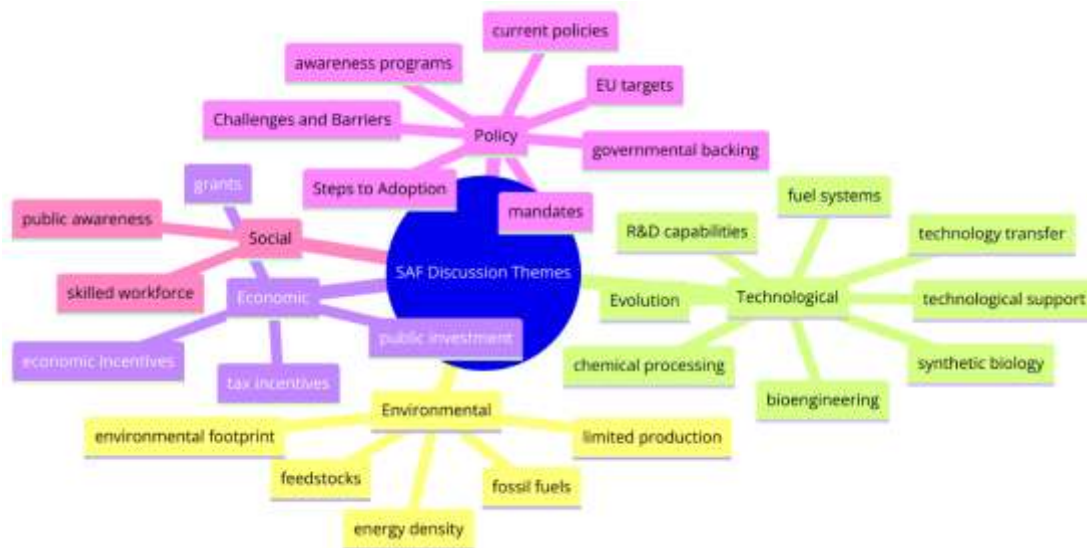 current policies
awareness programs
EU targets
Challenges and Barriers
Policy
governmental backing
Steps to Adoption
mandates
grants
public awareness
Social
skilled workforce
Economic
economic incentives
tax incentives
public investment
SAF Discussion Themes
fuel systems
R&D capabilities
technology transfer
Evolution
Technological
technological support
chemical processing
synthetic biology
bioengineering
Environmental
environmental footprint
limited production
feedstocks
fossil fuels
energy density